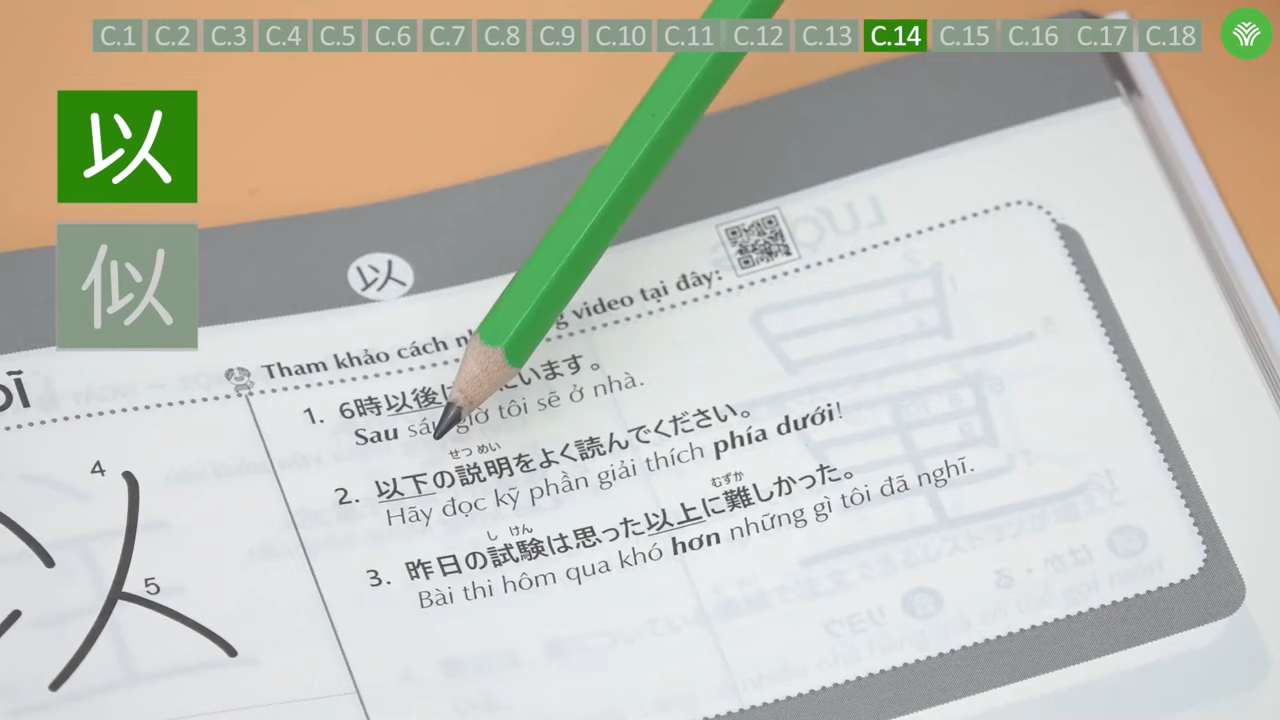 C.1 C.2 C.3 C.4 C.5 C.6 C.7 C.8 C.9 C.10 C.11 C.12 C.13 C.14 C.15 C.16 C.17 C.18
以
似
以
Tham khảo cách video tại đây:
1. 6時以後 います。
Sau giờ tôi sẽ ở nhà.
せつ めい
2. 以下の説明をよく読んでください。
Hãy đọc kỹ phần giải thích phía dưới!
し けん むずか
3. 昨日の試験は思った以上に難しかった。
Bài thi hôm qua khó hơn những gì tôi đã nghĩ.
4
5